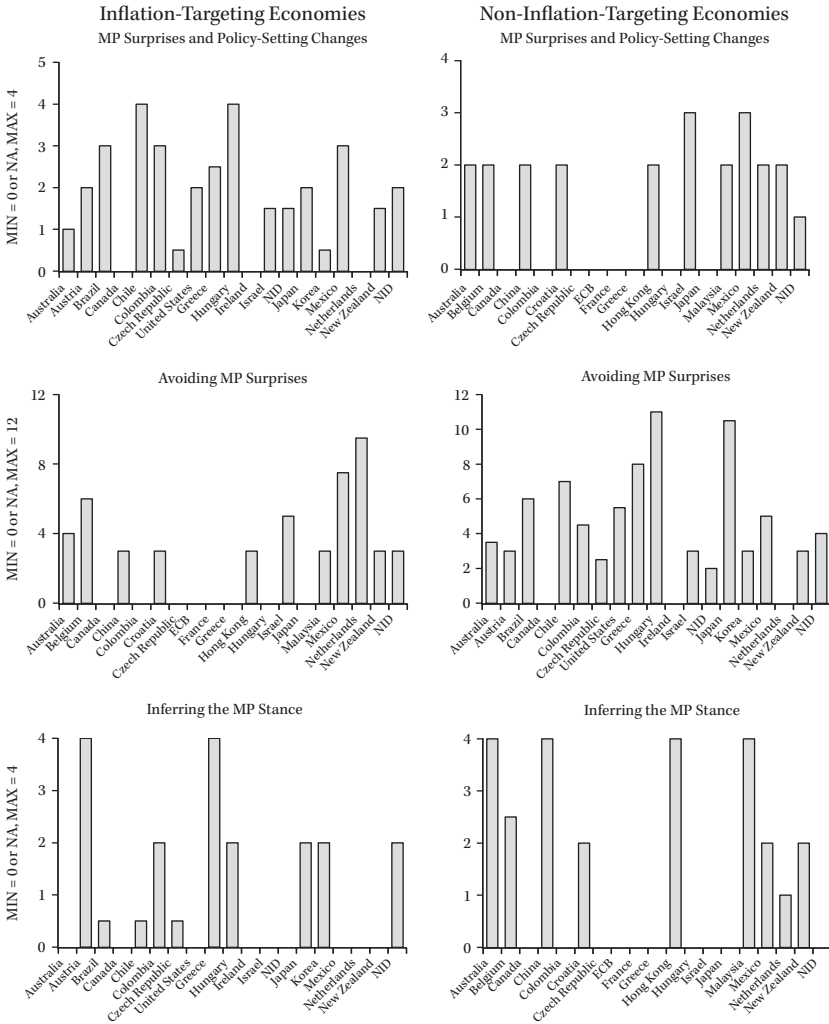 Inflation-Targeting Economies
MP Surprises and Policy-Setting Changes
MIN = 0 or NA, MAX = 4
5
4
3
2
1
0
Australia
Austria
Brazil
Canada
Chile
Colombia
Czech Republic
United States
Greece
Hungary
Ireland
Israel
NID
Japan
Korea
Mexico
Netherlands
New Zealand
NID
Non-Inflation-Targeting Economies
MP Surprises and Policy-Setting Changes
4
3
2
1
0
Australia
Belgium
Canada
China
Colombia
Croatia
Czech Republic
ECB
France
Greece
Hong Kong
Hungary
Israel
Japan
Malaysia
Mexico
Netherlands
New Zealand
NID
Avoiding MP Surprises
MIN = 0 or NA, MAX = 12
12
8
4
0
Australia
Belgium
Canada
China
Colombia
Croatia
Czech Republic
ECB
France
Greece
Hong Kong
Hungary
Israel
Japan
Malaysia
Mexico
Netherlands
New Zealand
NID
Avoiding MP Surprises
12
10
8
6
4
2
0
Australia
Austria
Brazil
Canada
Chile
Colombia
Czech Republic
United States
Greece
Hungary
Ireland
Israel
NID
Japan
Korea
Mexico
Netherlands
New Zealand
NID
Inferring the MP Stance
MIN = 0 or NA, MAX = 4
4
3
2
1
0
Australia
Austria
Brazil
Canada
Chile
Colombia
Czech Republic
United States
Greece
Hungary
Ireland
Israel
NID
Japan
Korea
Mexico
Netherlands
New Zealand
NID
Inferring the MP Stance
4
3
2
1
0
Australia
Belgium
Canada
China
Colombia
Croatia
Czech Republic
ECB
France
Greece
Hong Kong
Hungary
Israel
Japan
Malaysia
Mexico
Netherlands
New Zealand
NID